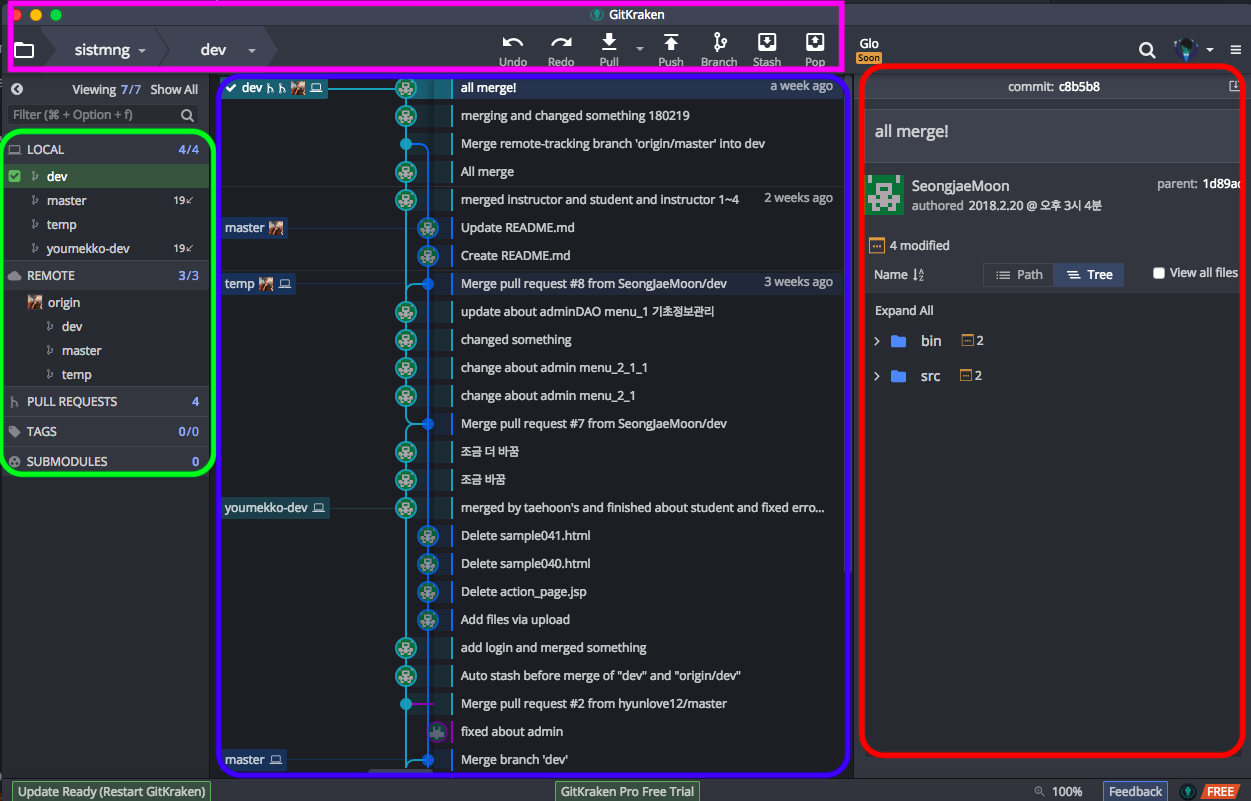 GitKraken
sistmng
dev
Undo
Redo
Pull
Push
Branch
Stash
Pop
Glo
Soon
Viewing 7/7 Show All
Filter (⌘ + Option + f)
LOCAL 4/4
dev
master 19↙
temp
youmekko-dev 19↙
REMOTE 3/3
origin
dev
master
temp
PULL REQUESTS 4
TAGS 0/0
SUBMODULES 0
dev all merge! a week ago
merging and changed something 180219
Merge remote-tracking branch 'origin/master' into dev
All merge
merged instructor and student and instructor 1~4 2 weeks ago
master Update README.md
Create README.md
temp Merge pull request #8 from SeongJaeMoon/dev 3 weeks ago
update about adminDAO menu_1 기초정보관리
changed something
change about admin menu_2_1_1
change about admin menu_2_1
Merge pull request #7 from SeongJaeMoon/dev
조금 더 바꿈
조금 바꿈
youmekko-dev merged by taehoon's and finished about student and fixed erro...
Delete sample041.html
Delete sample040.html
Delete action_page.jsp
Add files via upload
add login and merged something
Auto stash before merge of "dev" and "origin/dev"
Merge pull request #2 from hyunlove12/master
fixed about admin
master Merge branch 'dev'
commit: c8b5b8
all merge!
SeongjaeMoon
authored 2018.2.20 @ 오후 3시 4분
parent: 1d89
4 modified
Name
Path
Tree
View all files
Expand All
bin 2
src 2
Update Ready (Restart GitKraken)
GitKraken Pro Free Trial
100%
Feedback
FREE